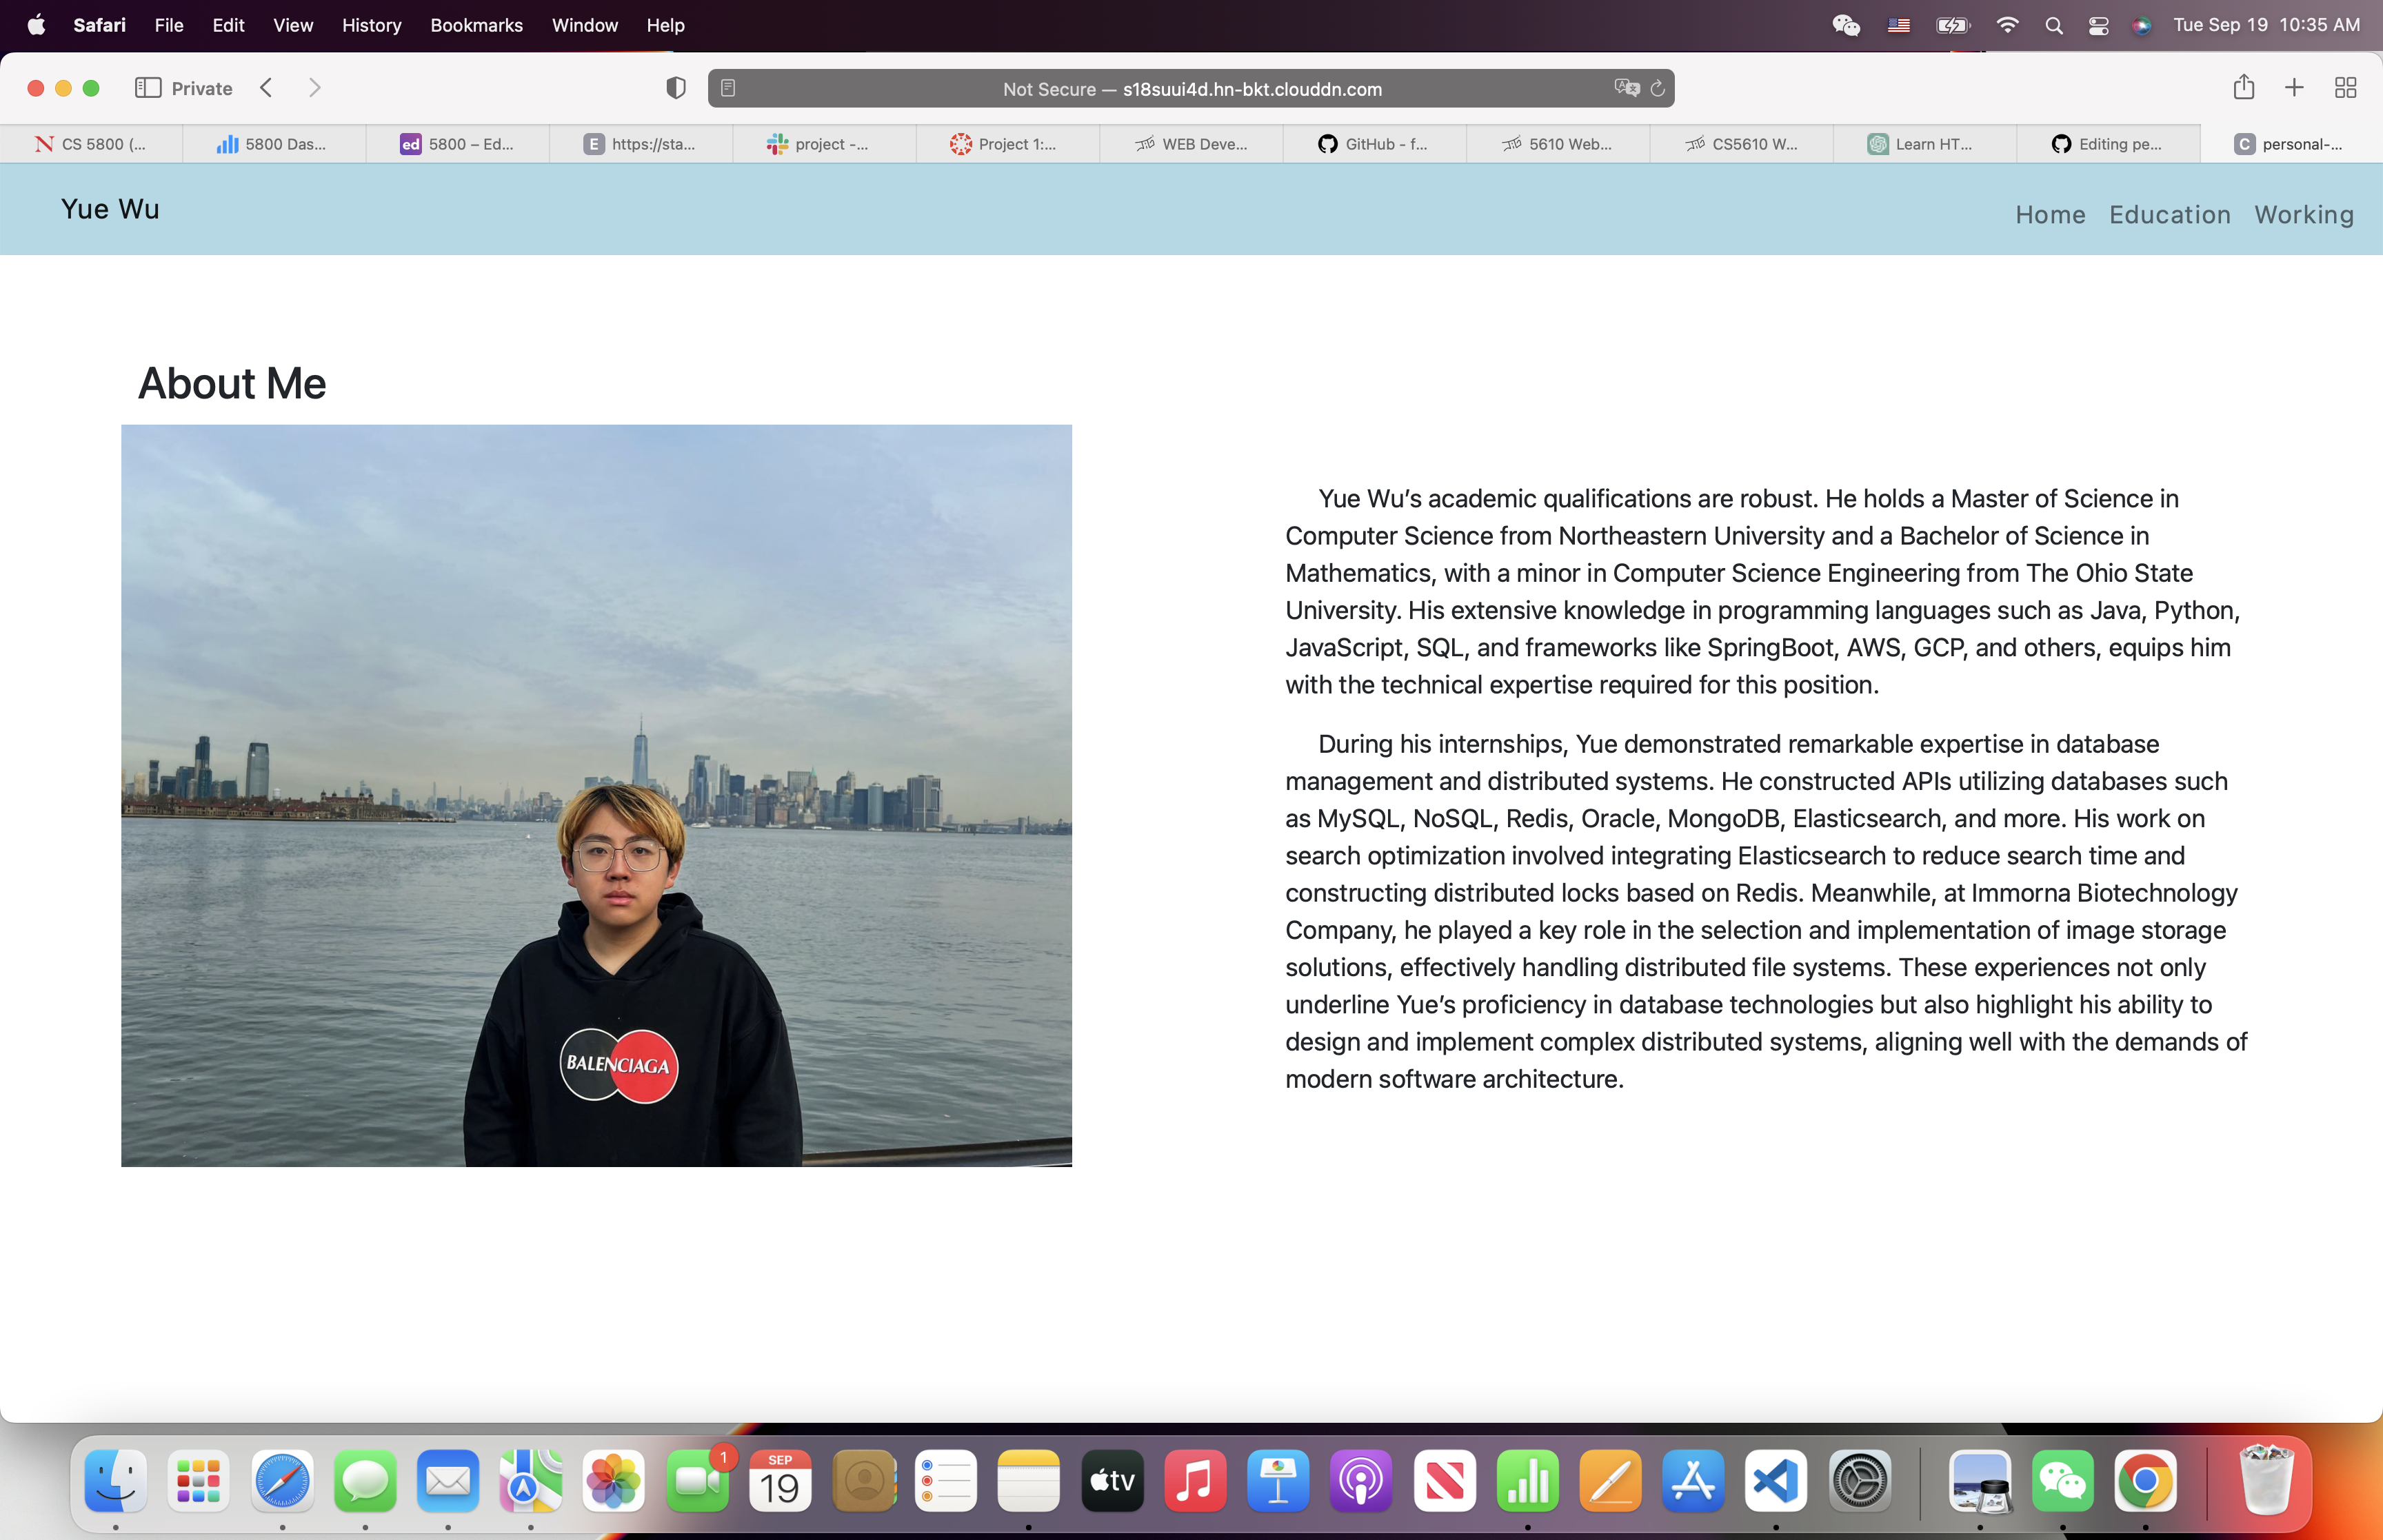 Safari File Edit View History Bookmarks Window Help Tue Sep 19 10:35 AM
Private Not Secure — s18suui4d.hn-bkt.clouddn.com
CS 5800 (... 5800 Das... ed 5800 – Ed... E https://sta... project -... Project 1:... WEB Deve... GitHub - f... 5610 Web... CS5610 W... Learn HT... Editing pe... C personal-...
Yue Wu Home Education Working
About Me
BALENCIAGA
Yue Wu’s academic qualifications are robust. He holds a Master of Science in
Computer Science from Northeastern University and a Bachelor of Science in
Mathematics, with a minor in Computer Science Engineering from The Ohio State
University. His extensive knowledge in programming languages such as Java, Python,
JavaScript, SQL, and frameworks like SpringBoot, AWS, GCP, and others, equips him
with the technical expertise required for this position.
During his internships, Yue demonstrated remarkable expertise in database
management and distributed systems. He constructed APIs utilizing databases such
as MySQL, NoSQL, Redis, Oracle, MongoDB, Elasticsearch, and more. His work on
search optimization involved integrating Elasticsearch to reduce search time and
constructing distributed locks based on Redis. Meanwhile, at Immorna Biotechnology
Company, he played a key role in the selection and implementation of image storage
solutions, effectively handling distributed file systems. These experiences not only
underline Yue’s proficiency in database technologies but also highlight his ability to
design and implement complex distributed systems, aligning well with the demands of
modern software architecture.
1
SEP
19
tv